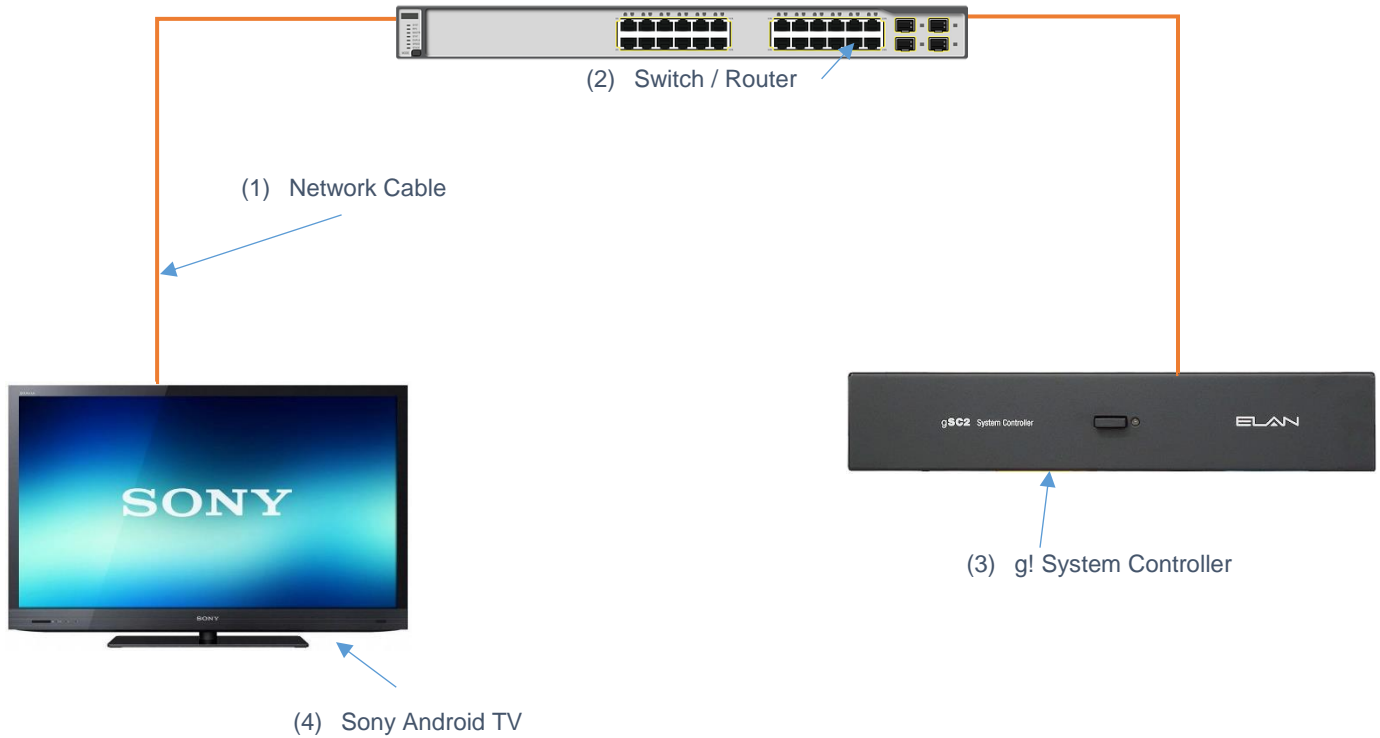 (2) Switch / Router
(1) Network Cable
SONY
SONY
gSC2 System Controller
ELAN
(3) g! System Controller
(4) Sony Android TV